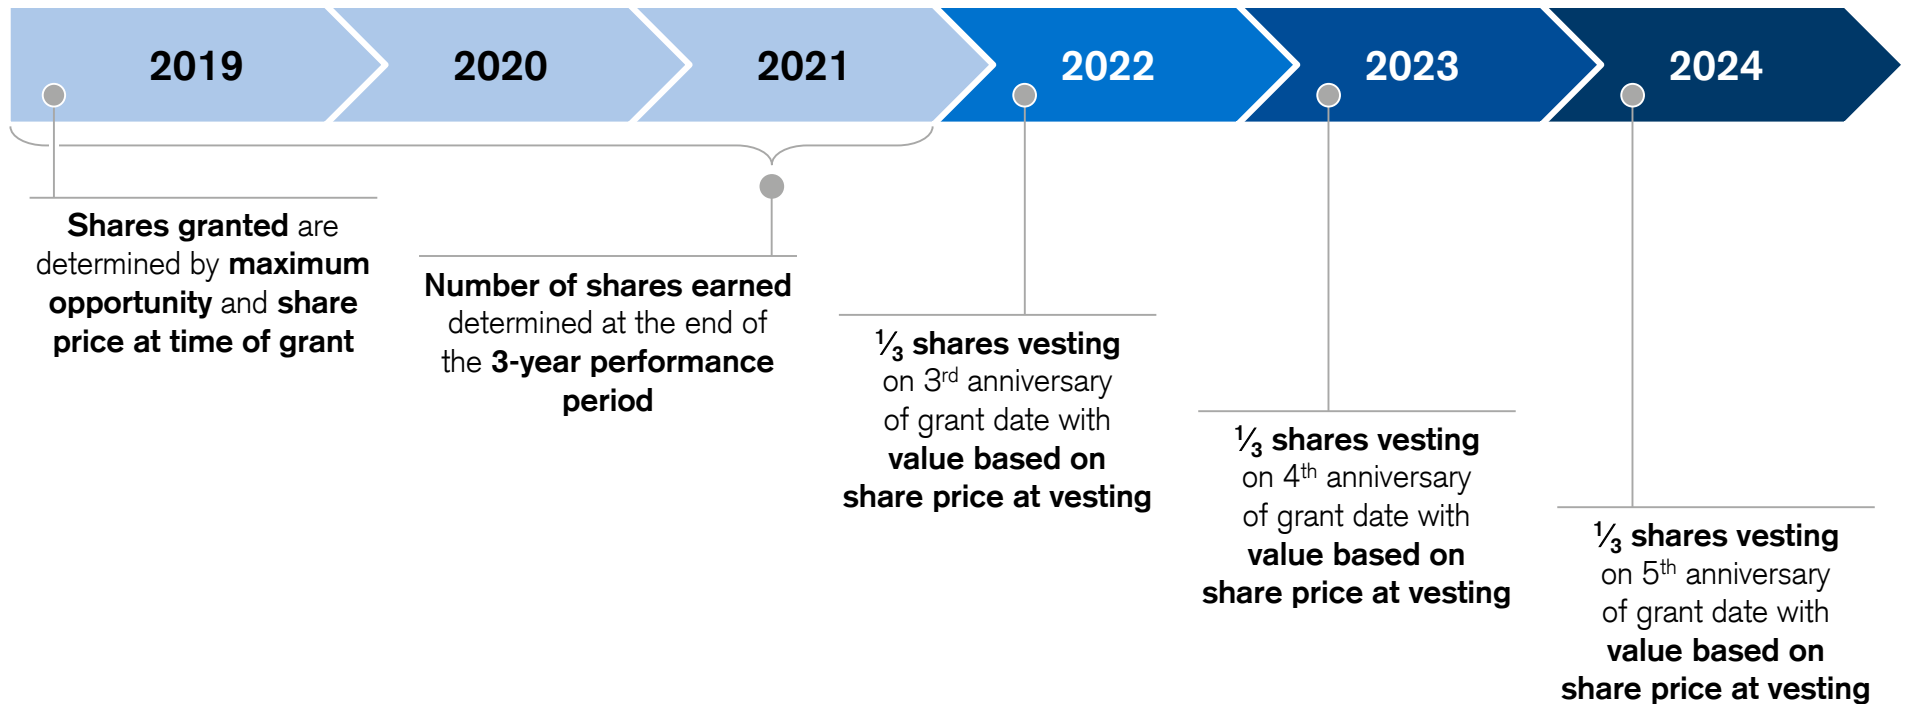 2019
2020
2021
2022
2023
2024
Shares granted are
determined by maximum
opportunity and share
price at time of grant
Number of shares earned
determined at the end of
the 3-year performance
period
⅓ shares vesting
on 3rd anniversary
of grant date with
value based on
share price at vesting
⅓ shares vesting
on 4th anniversary
of grant date with
value based on
share price at vesting
⅓ shares vesting
on 5th anniversary
of grant date with
value based on
share price at vesting